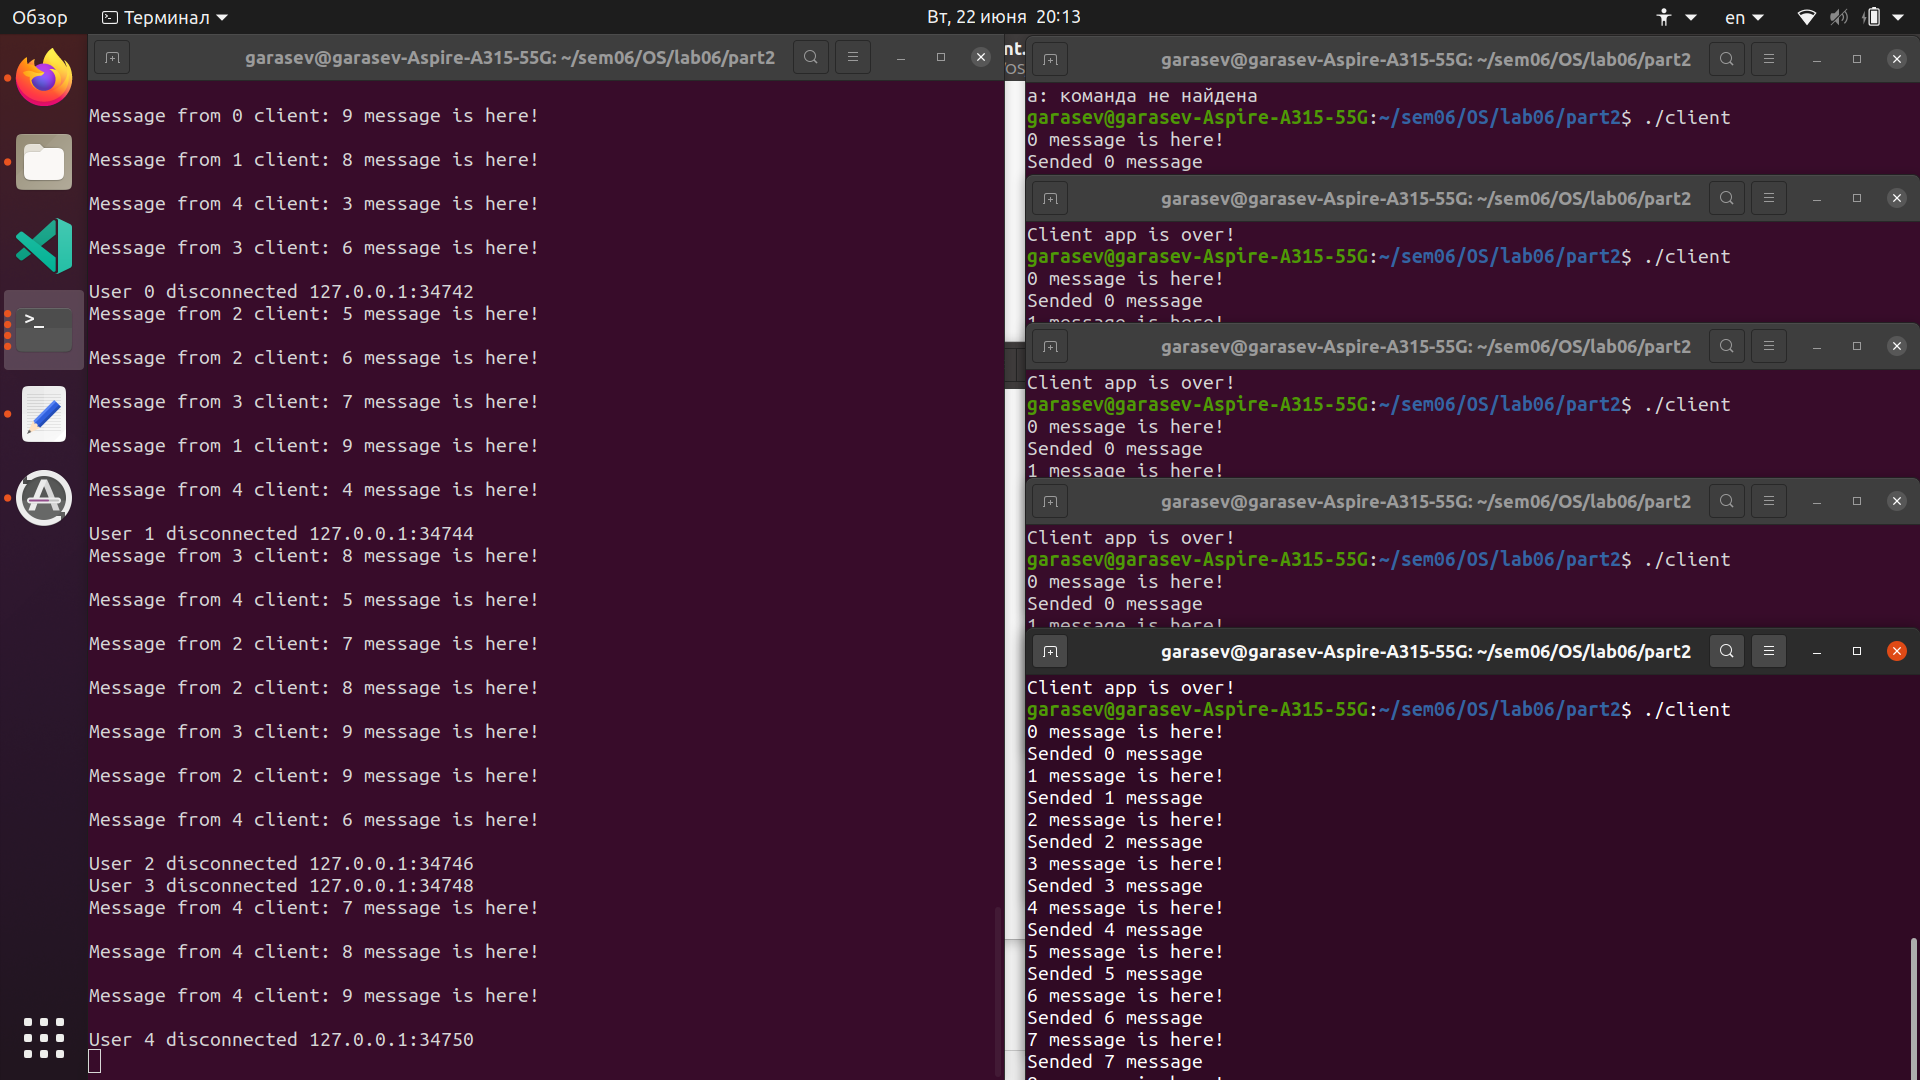 Обзор
Терминал
Вт, 22 июня 20:13
en
garasev@garasev-Aspire-A315-55G: ~/sem06/OS/lab06/part2
Message from 0 client: 9 message is here!
Message from 1 client: 8 message is here!
Message from 4 client: 3 message is here!
Message from 3 client: 6 message is here!
User 0 disconnected 127.0.0.1:34742
Message from 2 client: 5 message is here!
Message from 2 client: 6 message is here!
Message from 3 client: 7 message is here!
Message from 1 client: 9 message is here!
Message from 4 client: 4 message is here!
User 1 disconnected 127.0.0.1:34744
Message from 3 client: 8 message is here!
Message from 4 client: 5 message is here!
Message from 2 client: 7 message is here!
Message from 2 client: 8 message is here!
Message from 3 client: 9 message is here!
Message from 2 client: 9 message is here!
Message from 4 client: 6 message is here!
User 2 disconnected 127.0.0.1:34746
User 3 disconnected 127.0.0.1:34748
Message from 4 client: 7 message is here!
Message from 4 client: 8 message is here!
Message from 4 client: 9 message is here!
User 4 disconnected 127.0.0.1:34750
nt.
/OS
garasev@garasev-Aspire-A315-55G: ~/sem06/OS/lab06/part2
a: команда не найдена
garasev@garasev-Aspire-A315-55G:~/sem06/OS/lab06/part2$ ./client
0 message is here!
Sended 0 message
garasev@garasev-Aspire-A315-55G: ~/sem06/OS/lab06/part2
Client app is over!
garasev@garasev-Aspire-A315-55G:~/sem06/OS/lab06/part2$ ./client
0 message is here!
Sended 0 message
1 message is here!
garasev@garasev-Aspire-A315-55G: ~/sem06/OS/lab06/part2
Client app is over!
garasev@garasev-Aspire-A315-55G:~/sem06/OS/lab06/part2$ ./client
0 message is here!
Sended 0 message
1 message is here!
garasev@garasev-Aspire-A315-55G: ~/sem06/OS/lab06/part2
Client app is over!
garasev@garasev-Aspire-A315-55G:~/sem06/OS/lab06/part2$ ./client
0 message is here!
Sended 0 message
1 message is here!
garasev@garasev-Aspire-A315-55G: ~/sem06/OS/lab06/part2
Client app is over!
garasev@garasev-Aspire-A315-55G:~/sem06/OS/lab06/part2$ ./client
0 message is here!
Sended 0 message
1 message is here!
Sended 1 message
2 message is here!
Sended 2 message
3 message is here!
Sended 3 message
4 message is here!
Sended 4 message
5 message is here!
Sended 5 message
6 message is here!
Sended 6 message
7 message is here!
Sended 7 message